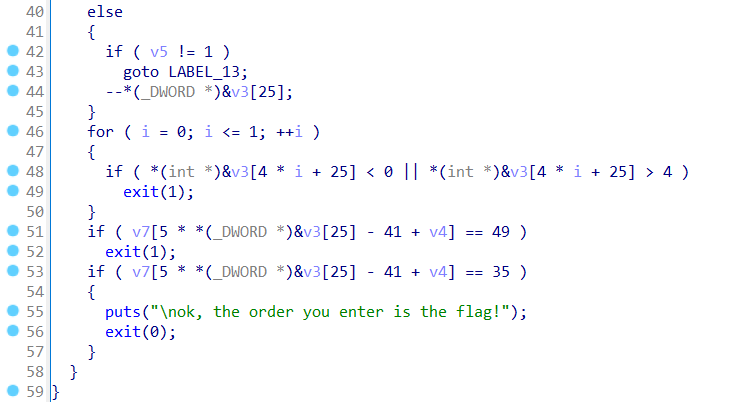 40 else
41 {
42 if ( v5 != 1 )
43 goto LABEL_13;
44 --*(_DWORD *)&v3[25];
45 }
46 for ( i = 0; i <= 1; ++i )
47 {
48 if ( *(int *)&v3[4 * i + 25] < 0 || *(int *)&v3[4 * i + 25] > 4 )
49 exit(1);
50 }
51 if ( v7[5 * *(_DWORD *)&v3[25] - 41 + v4] == 49 )
52 exit(1);
53 if ( v7[5 * *(_DWORD *)&v3[25] - 41 + v4] == 35 )
54 {
55 puts("\nok, the order you enter is the flag!");
56 exit(0);
57 }
58 }
59 }